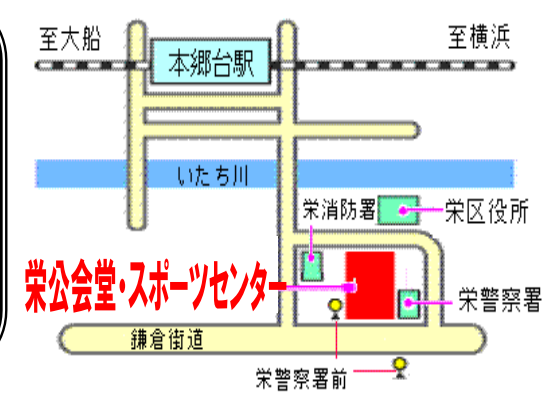 至大船
至横浜
本郷台駅
いたち川
栄消防署
栄区役所
栄公会堂・スポーツセンター
栄警察署
鎌倉街道
栄警察署前